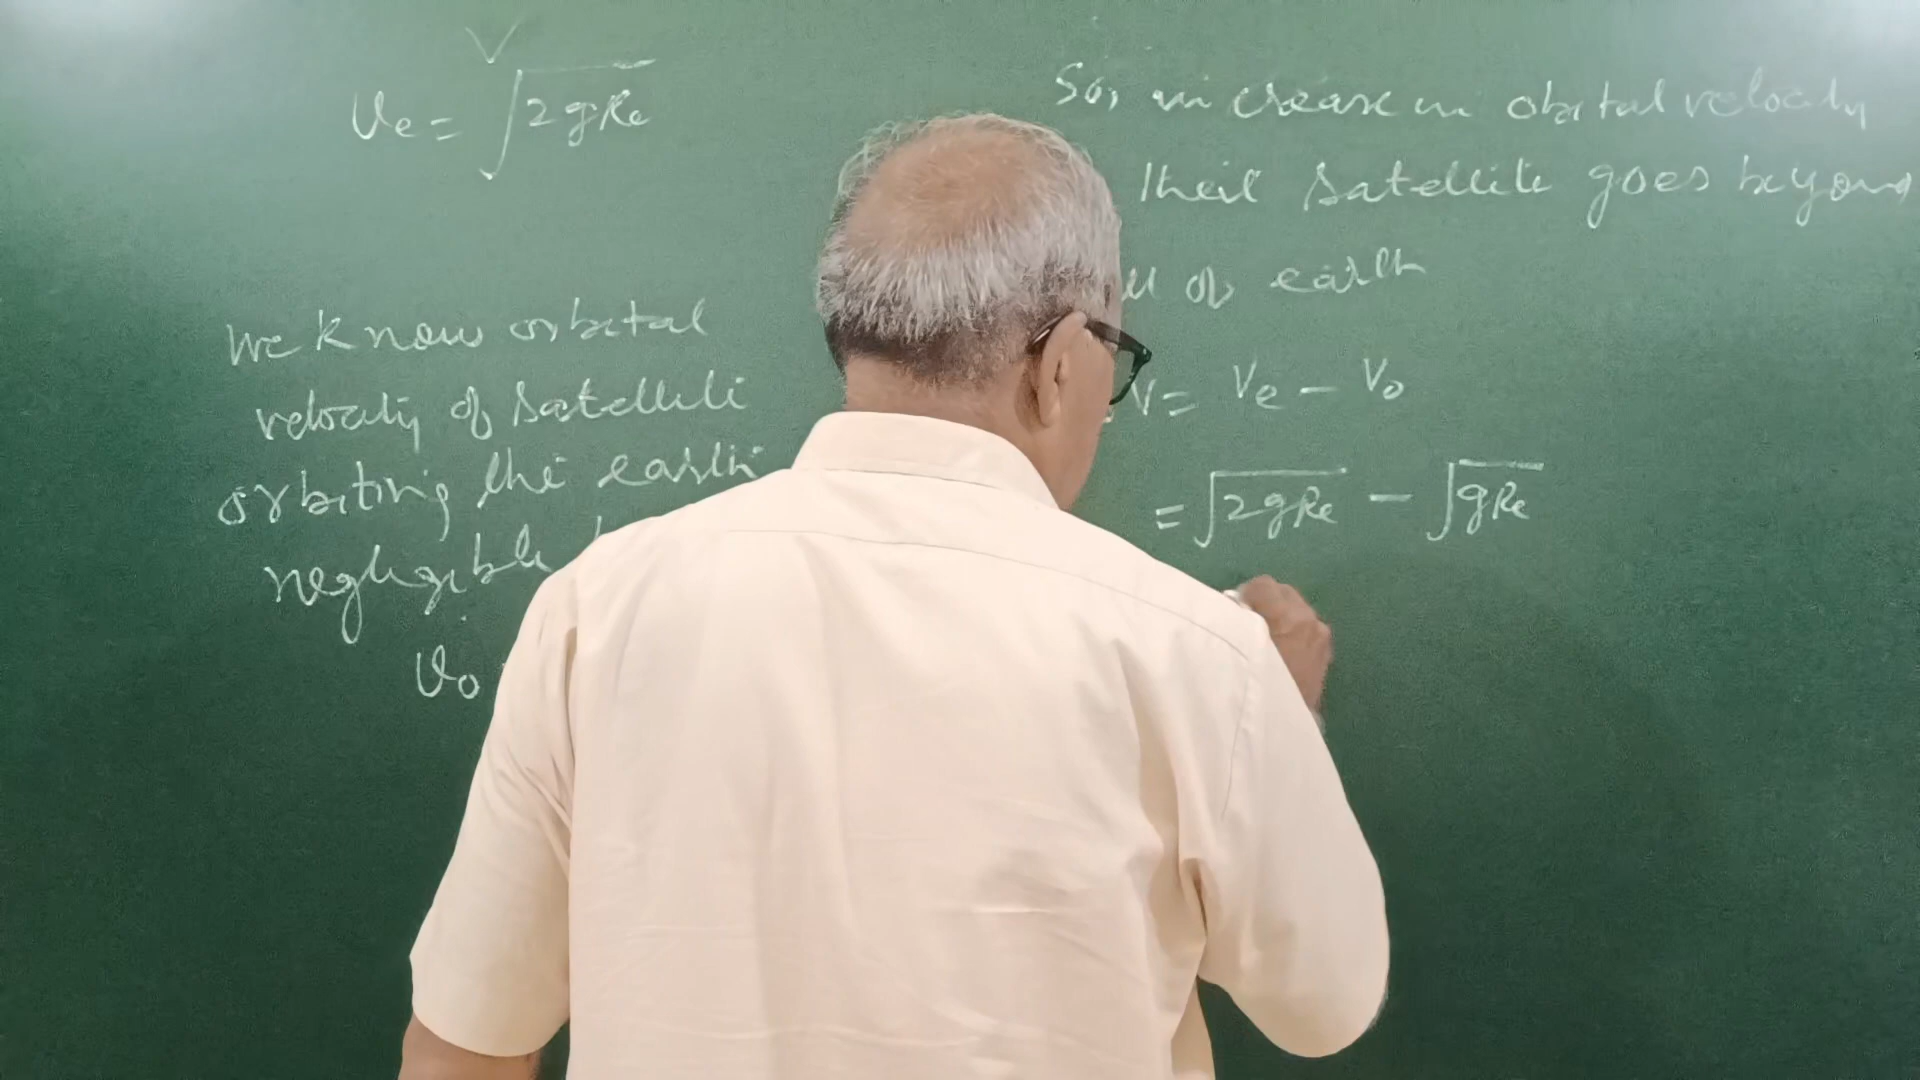 V
Ve = √2gRe
We know orbital
velocity of satellite
orbiting the earth
negligible
Vo
So, increase in orbital velocity
satellite goes beyond
of earth
V = Ve - Vo
= √2gRe - √gRe